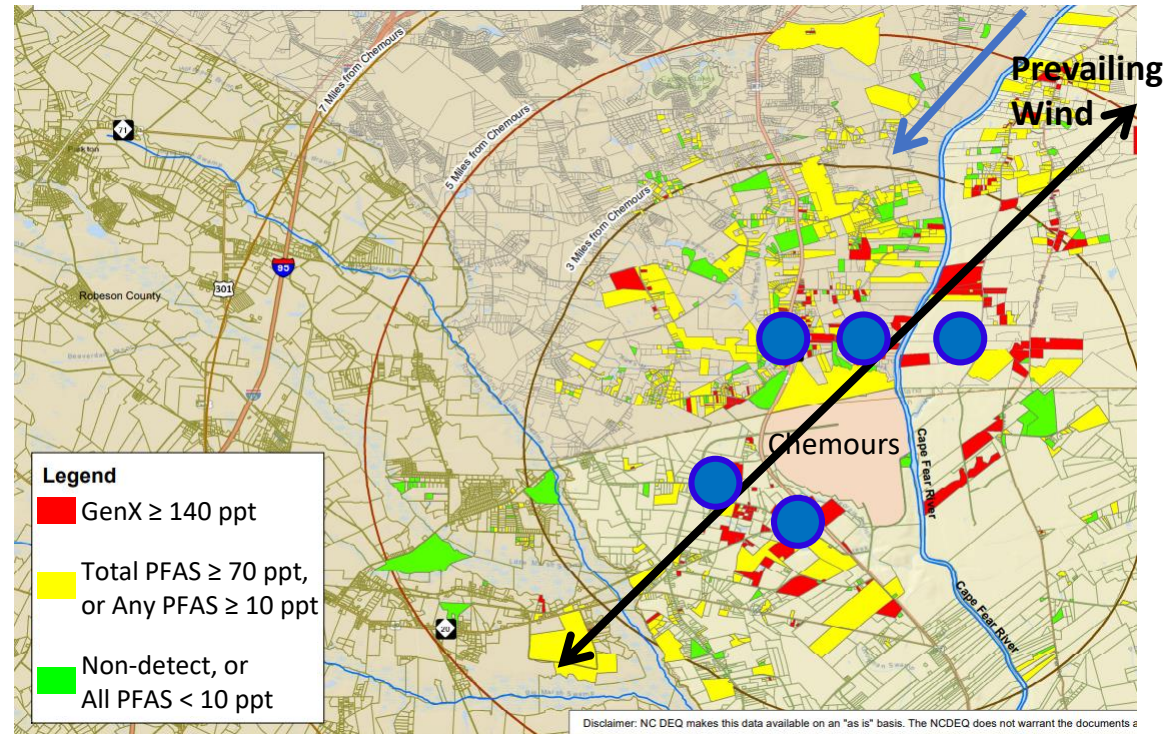 7 Miles from Chemours
5 Miles from Chemours
3 Miles from Chemours
Prevailing
Wind
71
Parkton
95
301
Robeson County
Chemours
Cape Fear River
Cape Fear River
20
Big Marsh Swamp
Legend
GenX ≥ 140 ppt
Total PFAS ≥ 70 ppt,
or Any PFAS ≥ 10 ppt
Non-detect, or
All PFAS < 10 ppt
Disclaimer: NC DEQ makes this data available on an "as is" basis. The NCDEQ does not warrant the documents a